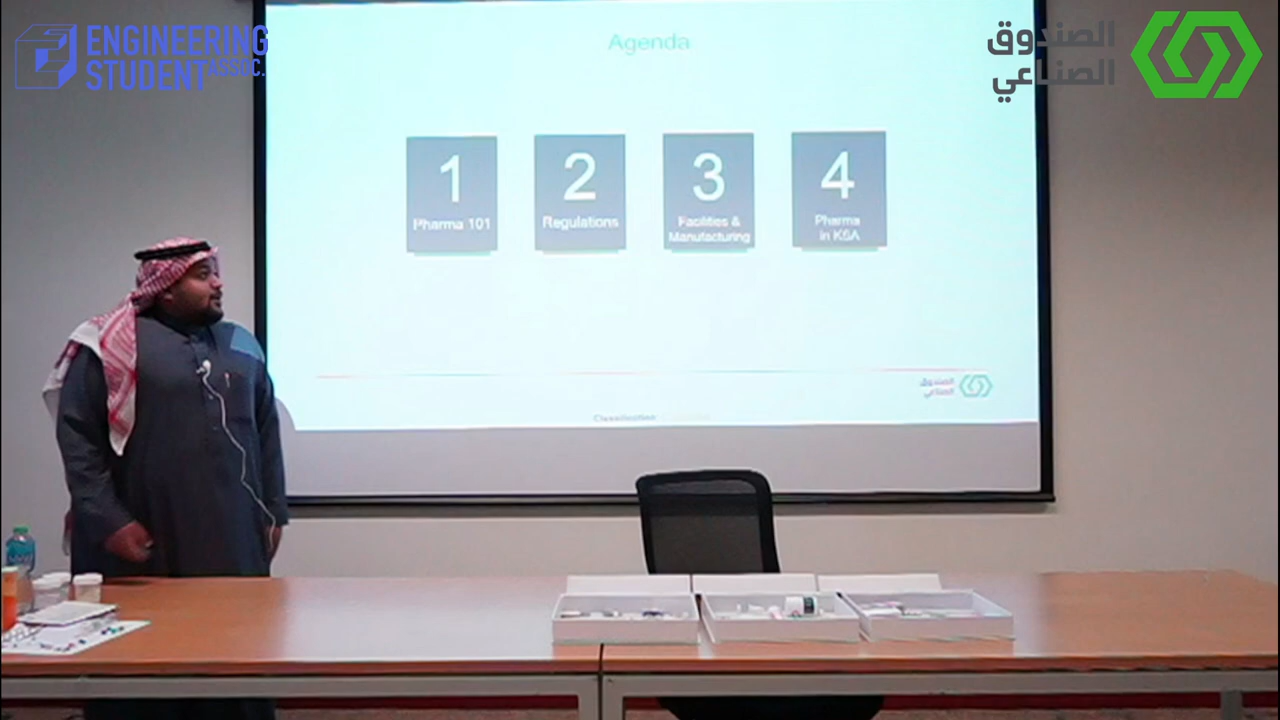 ENGINEERING
STUDENT ASSOC.
الصندوق
الصناعي
Agenda
1
Pharma 101
2
Regulations
3
Facilities &
Manufacturing
4
Pharma
in KSA
الصندوق
الصناعي
Classification